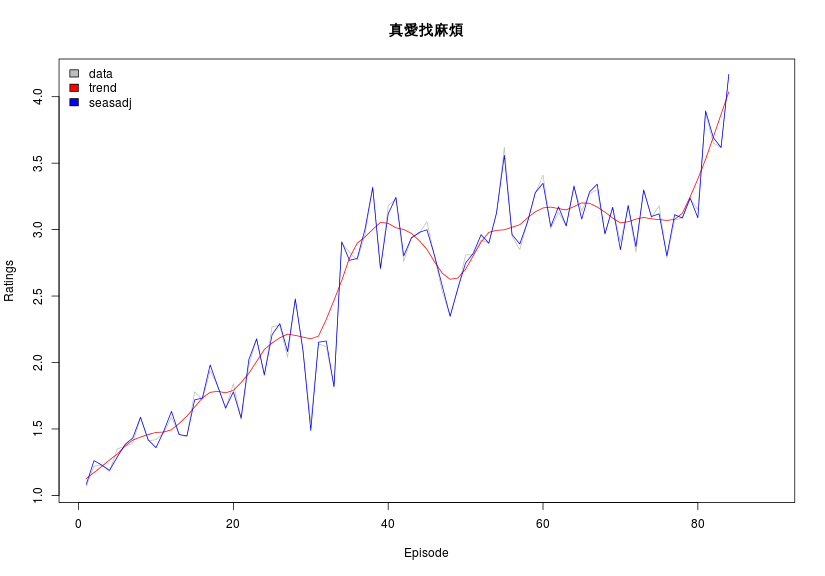 真愛找麻煩
data
trend
seasadj
4.0
3.5
3.0
2.5
2.0
1.5
1.0
Ratings
0 20 40 60 80
Episode